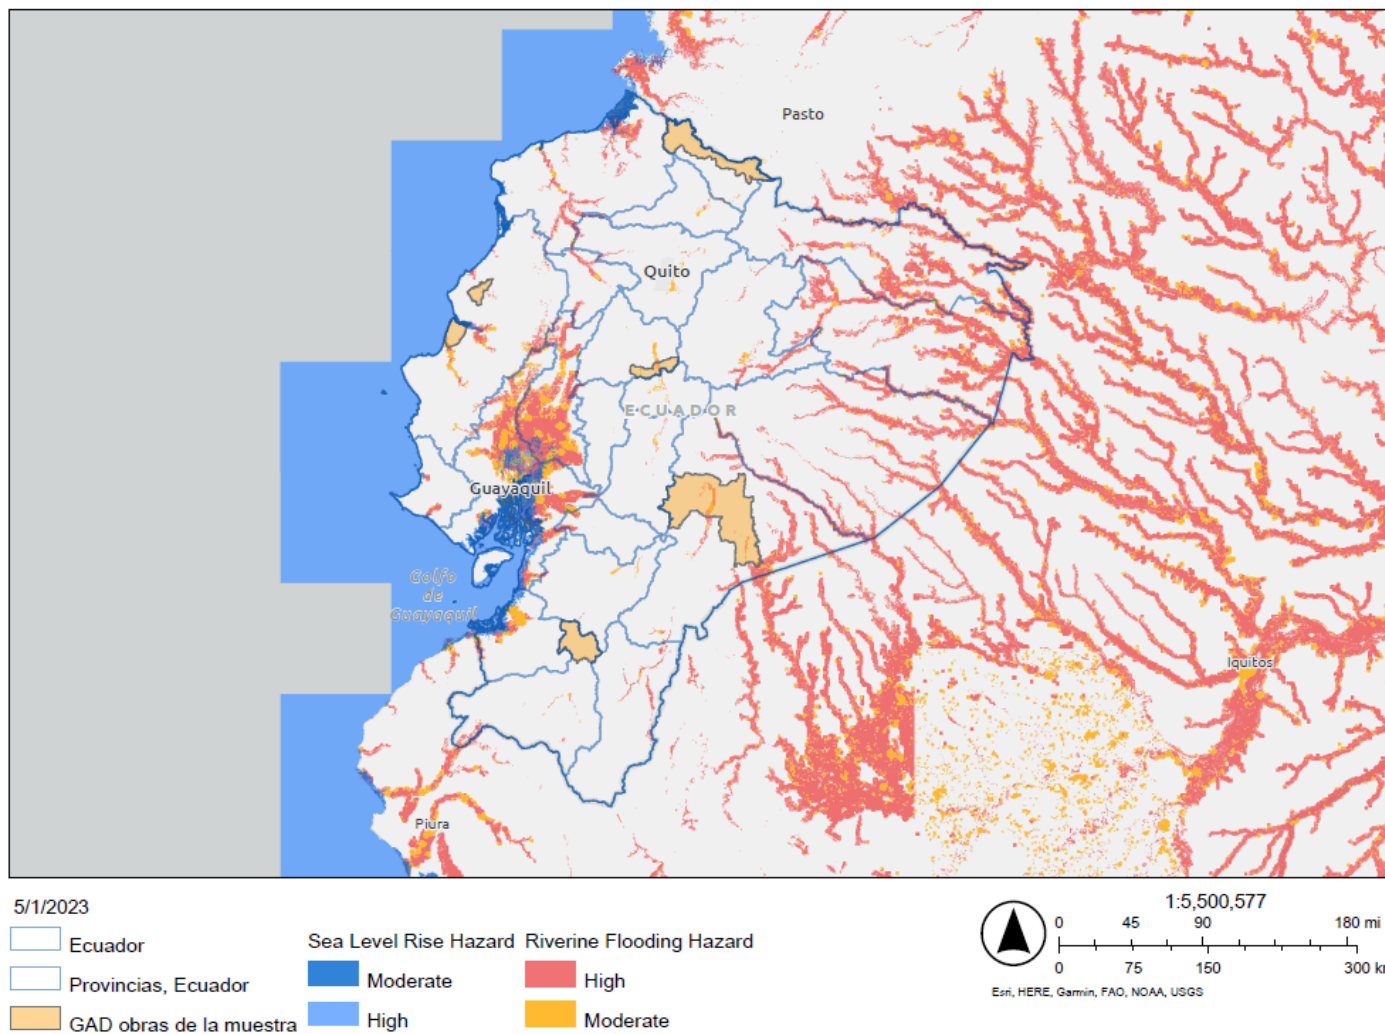 Pasto
Quito
ECUADOR
Guayaquil
Golfo
de
Guayaquil
Iquitos
Piura
5/1/2023
Ecuador
Provincias, Ecuador
GAD obras de la muestra
Sea Level Rise Hazard
Moderate
High
Riverine Flooding Hazard
High
Moderate
1:5,500,577
0 45 90 180 mi
0 75 150 300 km
Esri, HERE, Garmin, FAO, NOAA, USGS